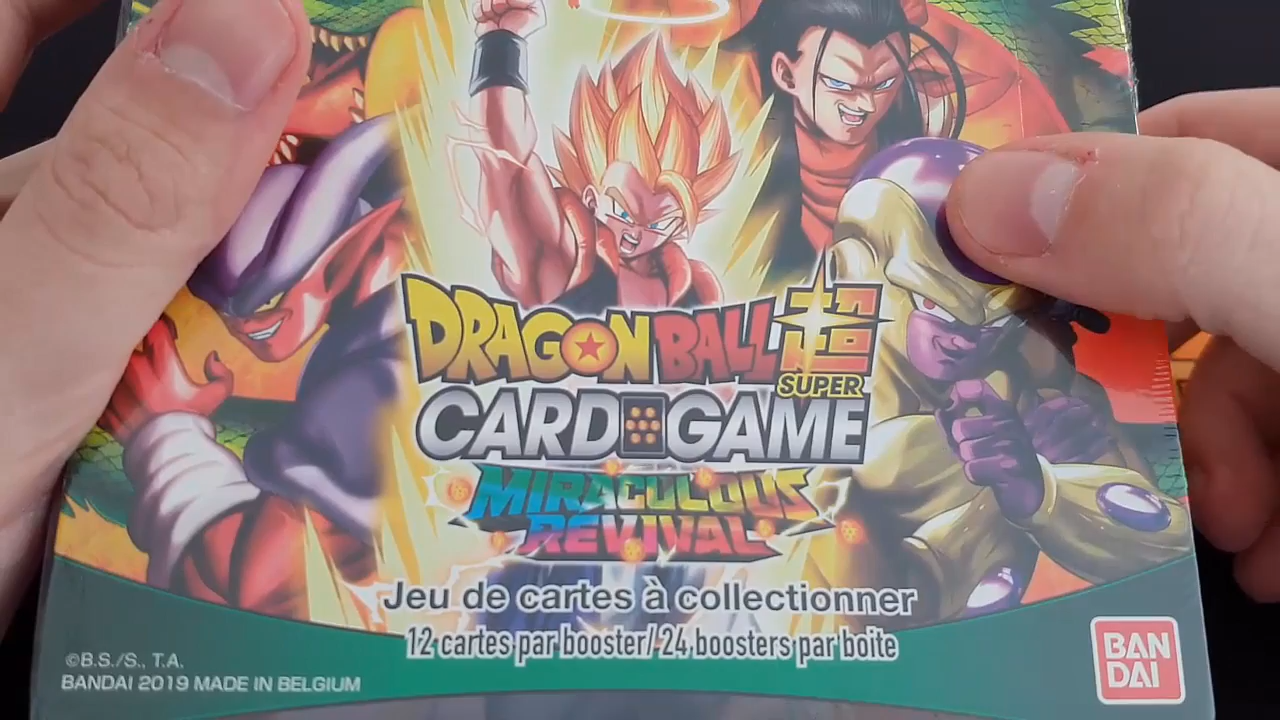 DRAGON BALL 超
SUPER
CARD GAME
MIRACULOUS
REVIVAL
Jeu de cartes à collectionner
12 cartes par booster/ 24 boosters par boite
©B.S./S., T.A.
BANDAI 2019 MADE IN BELGIUM
BAN
DAI